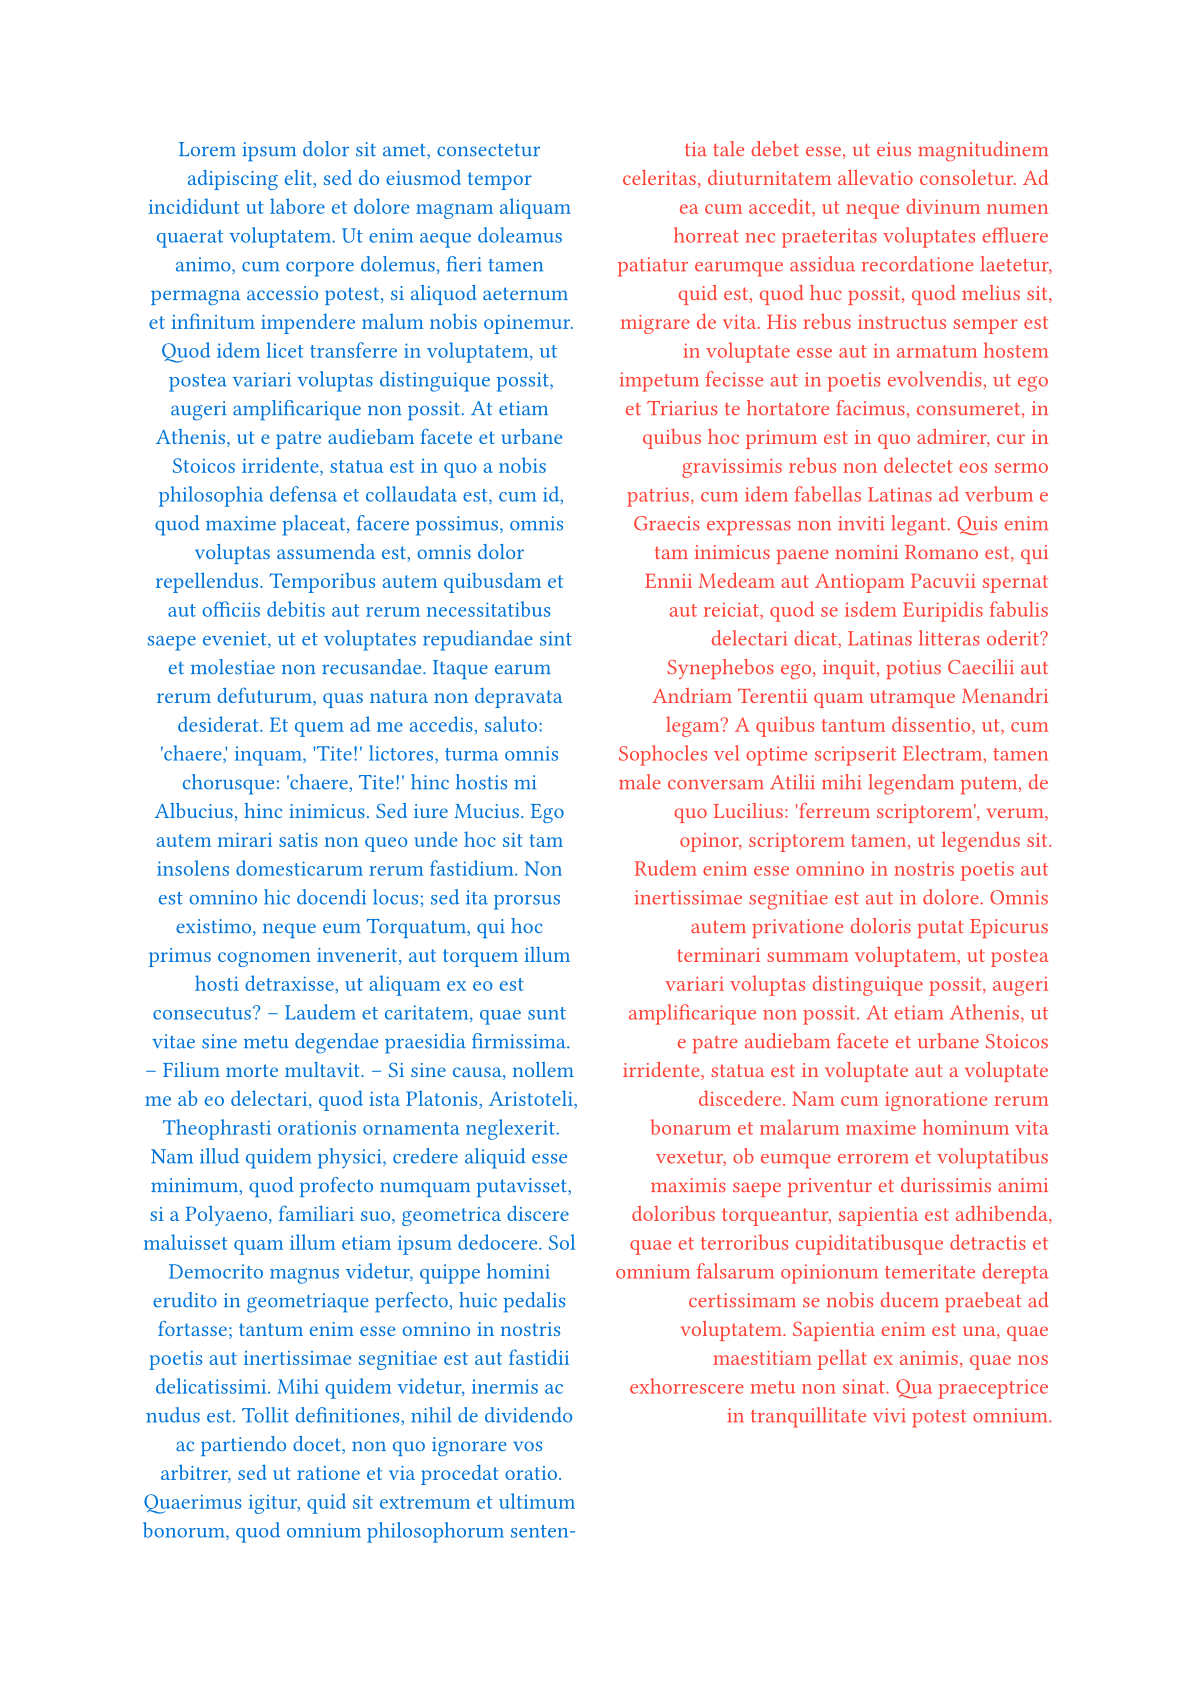 Lorem ipsum dolor sit amet, consectetur
adipiscing elit, sed do eiusmod tempor
incididunt ut labore et dolore magnam aliquam
quaerat voluptatem. Ut enim aeque doleamus
animo, cum corpore dolemus, fieri tamen
permagna accessio potest, si aliquod aeternum
et infinitum impendere malum nobis opinemur.
Quod idem licet transferre in voluptatem, ut
postea variari voluptas distinguique possit,
augeri amplificarique non possit. At etiam
Athenis, ut e patre audiebam facete et urbane
Stoicos irridente, statua est in quo a nobis
philosophia defensa et collaudata est, cum id,
quod maxime placeat, facere possimus, omnis
voluptas assumenda est, omnis dolor
repellendus. Temporibus autem quibusdam et
aut officiis debitis aut rerum necessitatibus
saepe eveniet, ut et voluptates repudiandae sint
et molestiae non recusandae. Itaque earum
rerum defuturum, quas natura non depravata
desiderat. Et quem ad me accedis, saluto:
'chaere,' inquam, 'Tite!' lictores, turma omnis
chorusque: 'chaere, Tite!' hinc hostis mi
Albucius, hinc inimicus. Sed iure Mucius. Ego
autem mirari satis non queo unde hoc sit tam
insolens domesticarum rerum fastidium. Non
est omnino hic docendi locus; sed ita prorsus
existimo, neque eum Torquatum, qui hoc
primus cognomen invenerit, aut torquem illum
hosti detraxisse, ut aliquam ex eo est
consecutus? – Laudem et caritatem, quae sunt
vitae sine metu degendae praesidia firmissima.
– Filium morte multavit. – Si sine causa, nollem
me ab eo delectari, quod ista Platonis, Aristoteli,
Theophrasti orationis ornamenta neglexerit.
Nam illud quidem physici, credere aliquid esse
minimum, quod profecto numquam putavisset,
si a Polyaeno, familiari suo, geometrica discere
maluisset quam illum etiam ipsum dedocere. Sol
Democrito magnus videtur, quippe homini
erudito in geometriaque perfecto, huic pedalis
fortasse; tantum enim esse omnino in nostris
poetis aut inertissimae segnitiae est aut fastidii
delicatissimi. Mihi quidem videtur, inermis ac
nudus est. Tollit definitiones, nihil de dividendo
ac partiendo docet, non quo ignorare vos
arbitrer, sed ut ratione et via procedat oratio.
Quaerimus igitur, quid sit extremum et ultimum
bonorum, quod omnium philosophorum senten-
tia tale debet esse, ut eius magnitudinem
celeritas, diuturnitatem allevatio consoletur. Ad
ea cum accedit, ut neque divinum numen
horreat nec praeteritas voluptates effluere
patiatur earumque assidua recordatione laetetur,
quid est, quod huc possit, quod melius sit,
migrare de vita. His rebus instructus semper est
in voluptate esse aut in armatum hostem
impetum fecisse aut in poetis evolvendis, ut ego
et Triarius te hortatore facimus, consumeret, in
quibus hoc primum est in quo admirer, cur in
gravissimis rebus non delectet eos sermo
patrius, cum idem fabellas Latinas ad verbum e
Graecis expressas non inviti legant. Quis enim
tam inimicus paene nomini Romano est, qui
Ennii Medeam aut Antiopam Pacuvii spernat
aut reiciat, quod se isdem Euripidis fabulis
delectari dicat, Latinas litteras oderit?
Synephebos ego, inquit, potius Caecilii aut
Andriam Terentii quam utramque Menandri
legam? A quibus tantum dissentio, ut, cum
Sophocles vel optime scripserit Electram, tamen
male conversam Atilii mihi legendam putem, de
quo Lucilius: 'ferreum scriptorem', verum,
opinor, scriptorem tamen, ut legendus sit.
Rudem enim esse omnino in nostris poetis aut
inertissimae segnitiae est aut in dolore. Omnis
autem privatione doloris putat Epicurus
terminari summam voluptatem, ut postea
variari voluptas distinguique possit, augeri
amplificarique non possit. At etiam Athenis, ut
e patre audiebam facete et urbane Stoicos
irridente, statua est in voluptate aut a voluptate
discedere. Nam cum ignoratione rerum
bonarum et malarum maxime hominum vita
vexetur, ob eumque errorem et voluptatibus
maximis saepe priventur et durissimis animi
doloribus torqueantur, sapientia est adhibenda,
quae et terroribus cupiditatibusque detractis et
omnium falsarum opinionum temeritate derepta
certissimam se nobis ducem praebeat ad
voluptatem. Sapientia enim est una, quae
maestitiam pellat ex animis, quae nos
exhorrescere metu non sinat. Qua praeceptrice
in tranquillitate vivi potest omnium.